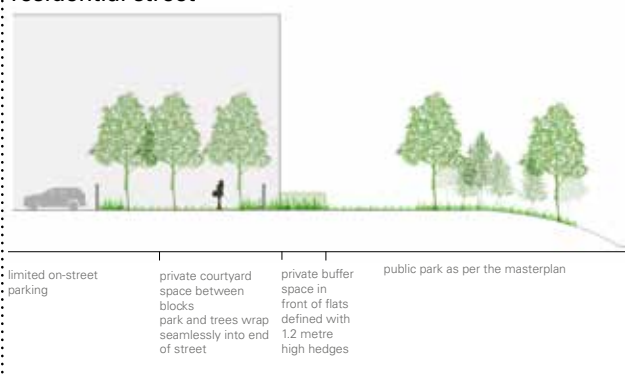 residential street
limited on-street
parking
private courtyard
space between
blocks
park and trees wrap
seamlessly into end
of street
private buffer
space in
front of flats
defined with
1.2 metre
high hedges
public park as per the masterplan